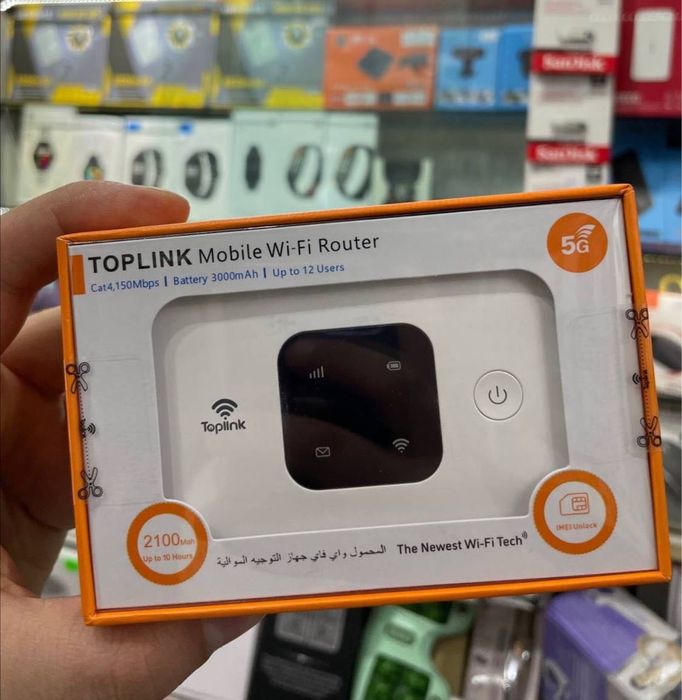 TOPLINK Mobile Wi-Fi Router
Cat4,150Mbps | Battery 3000mAh | Up to 12 Users
5G
Toplink
2100Mah
Up to 10 Hours
المحمول واي فاي جهاز التوجيه الموالية
The Newest Wi-Fi Tech
IMEI Unlock
SanDisk
SanDisk